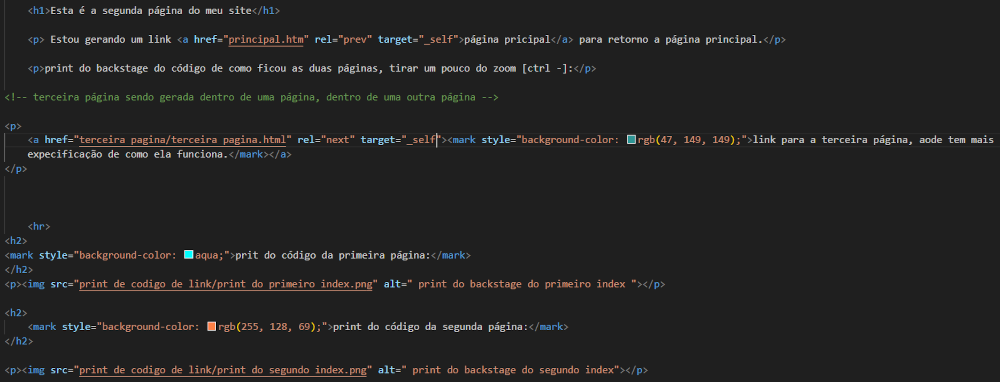 <h1>Esta é a segunda página do meu site</h1>
<p> Estou gerando um link <a href="principal.htm" rel="prev" target="_self">página pricipal</a> para retorno a página principal.</p>
<p>print do backstage do código de como ficou as duas páginas, tirar um pouco do zoom [ctrl -]:</p>
<!-- terceira página sendo gerada dentro de uma página, dentro de uma outra página -->
<p>
<a href="terceira pagina/terceira pagina.html" rel="next" target="_self"><mark style="background-color: rgb(47, 149, 149);">link para a terceira página, aode tem mais
expecificação de como ela funciona.</mark></a>
</p>
<hr>
<h2>
<mark style="background-color: aqua;">prit do código da primeira página:</mark>
</h2>
<p><img src="print de codigo de link/print do primeiro index.png" alt=" print do backstage do primeiro index "></p>
<h2>
<mark style="background-color: rgb(255, 128, 69);">print do código da segunda página:</mark>
</h2>
<p><img src="print de codigo de link/print do segundo index.png" alt=" print do backstage do segundo index"></p>